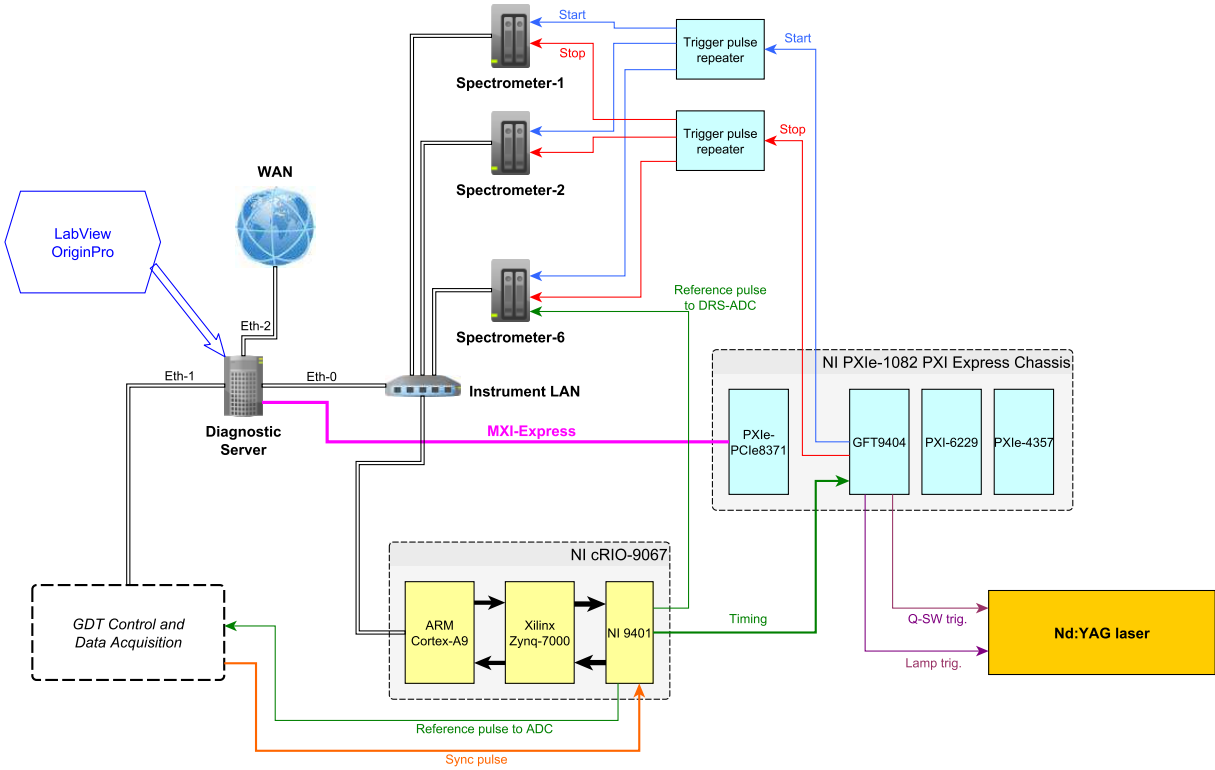 Start
Stop
Spectrometer-1
Trigger pulse
repeater
Start
Trigger pulse
repeater
Stop
Spectrometer-2
WAN
LabView
OriginPro
Reference pulse
to DRS-ADC
Spectrometer-6
Eth-2
Eth-1
Eth-0
Instrument LAN
Diagnostic
Server
MXI-Express
NI PXIe-1082 PXI Express Chassis
PXIe-
PCIe8371
GFT9404
PXI-6229
PXIe-4357
NI cRIO-9067
ARM
Cortex-A9
Xilinx
Zynq-7000
NI 9401
Timing
GDT Control and
Data Acquisition
Q-SW trig.
Lamp trig.
Nd:YAG laser
Reference pulse to ADC
Sync pulse